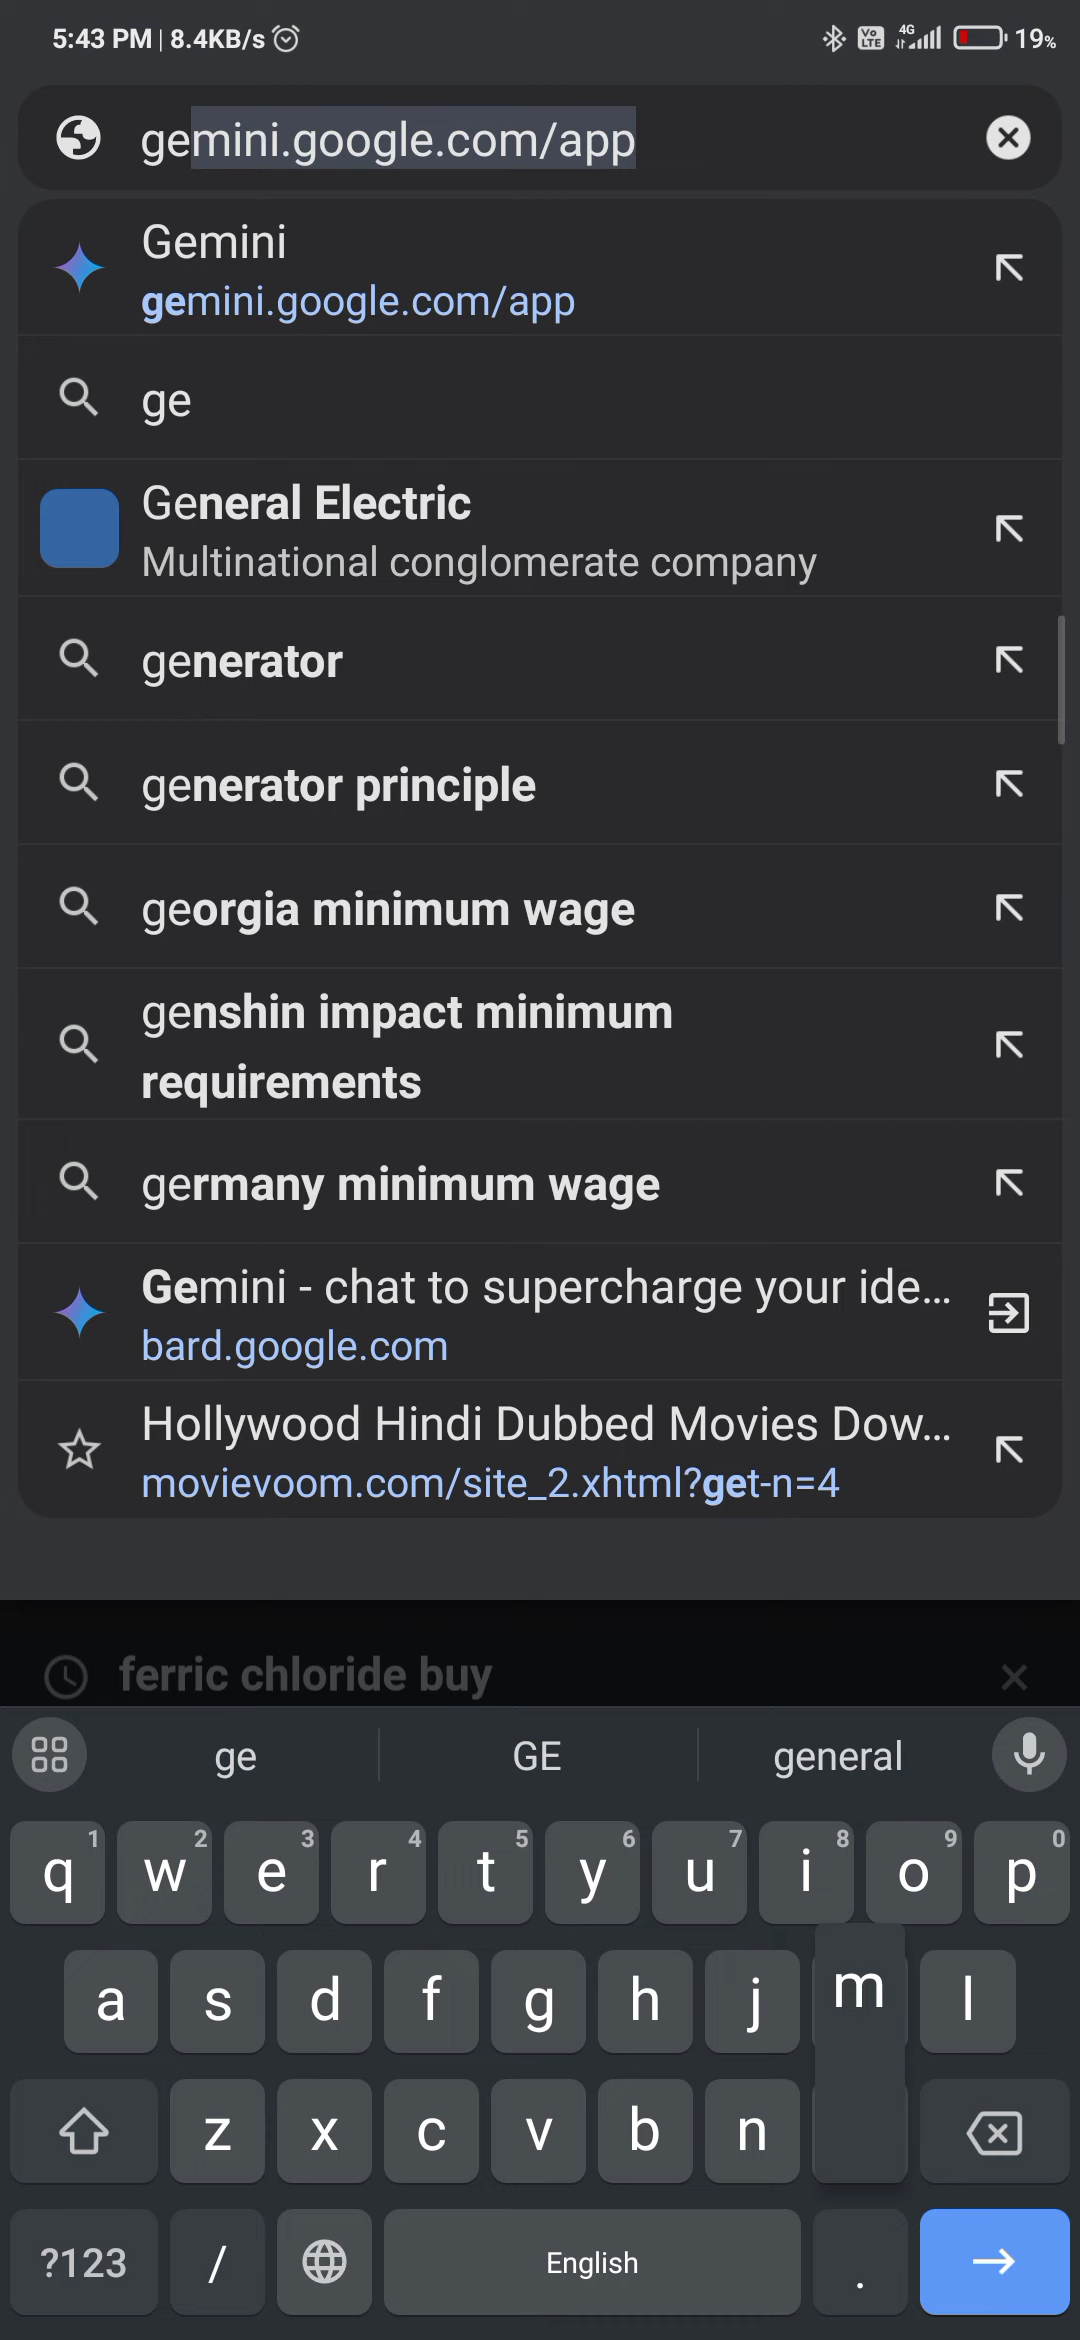 5:43 PM | 8.4KB/s Vo LTE 4G 19%
gemini.google.com/app
Gemini
gemini.google.com/app
ge
General Electric
Multinational conglomerate company
generator
generator principle
georgia minimum wage
genshin impact minimum
requirements
germany minimum wage
Gemini - chat to supercharge your ide...
bard.google.com
Hollywood Hindi Dubbed Movies Dow...
movievoom.com/site_2.xhtml?get-n=4
ferric chloride buy
ge GE general
q 1 w 2 e 3 r 4 t 5 y 6 u 7 i 8 o 9 p 0
a s d f g h j m l
z x c v b n
?123 / English .